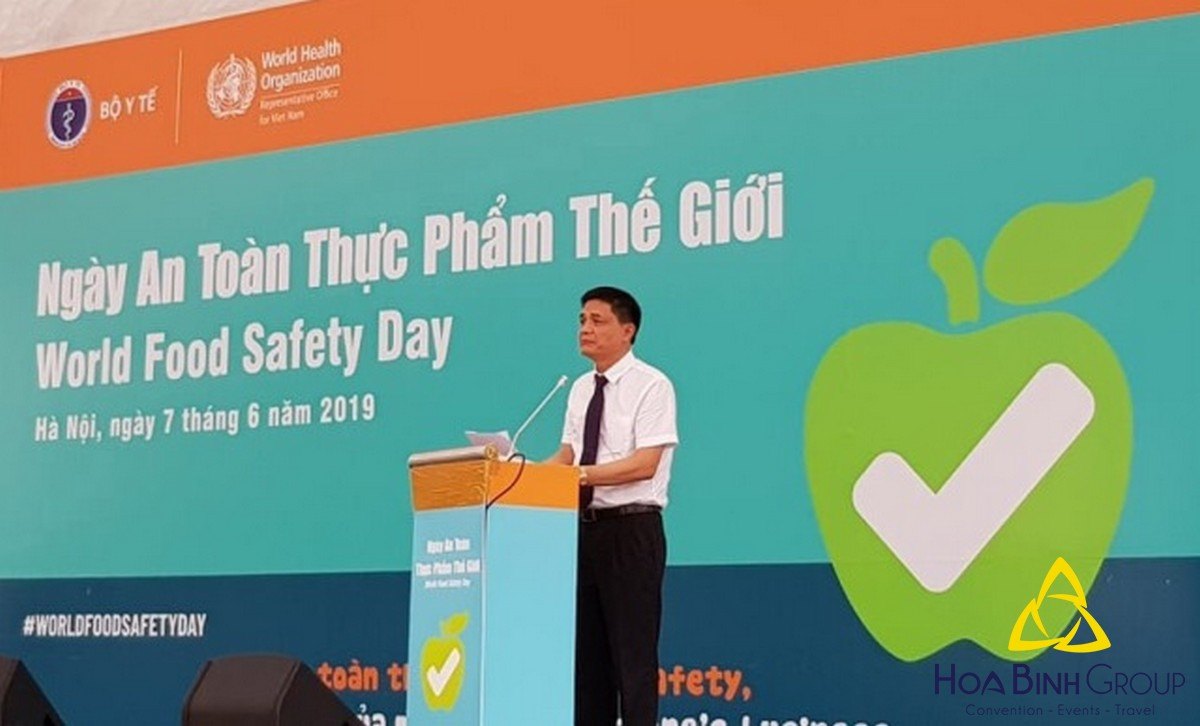 BỘ Y TẾ
World Health
Organization
Representative Office
for Viet Nam
Ngày An Toàn Thực Phẩm Thế Giới
World Food Safety Day
Hà Nội, ngày 7 tháng 6 năm 2019
Ngày An Toàn
Thực Phẩm Thế Giới
World Food Safety Day
#WORLDFOODSAFETYDAY
toàn
HOA BINH GROUP
Convention - Events - Travel